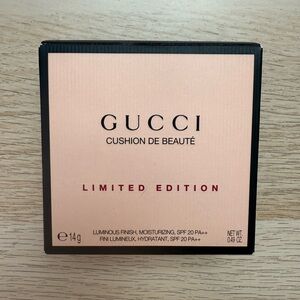 GUCCI
CUSHION DE BEAUTÉ
LIMITED EDITION
LUMINOUS FINISH, MOISTURIZING, SPF 20 PA++
FINI LUMINEUX, HYDRATANT, SPF 20 PA++
℮ 14 g
NET WT.
0.49 OZ.